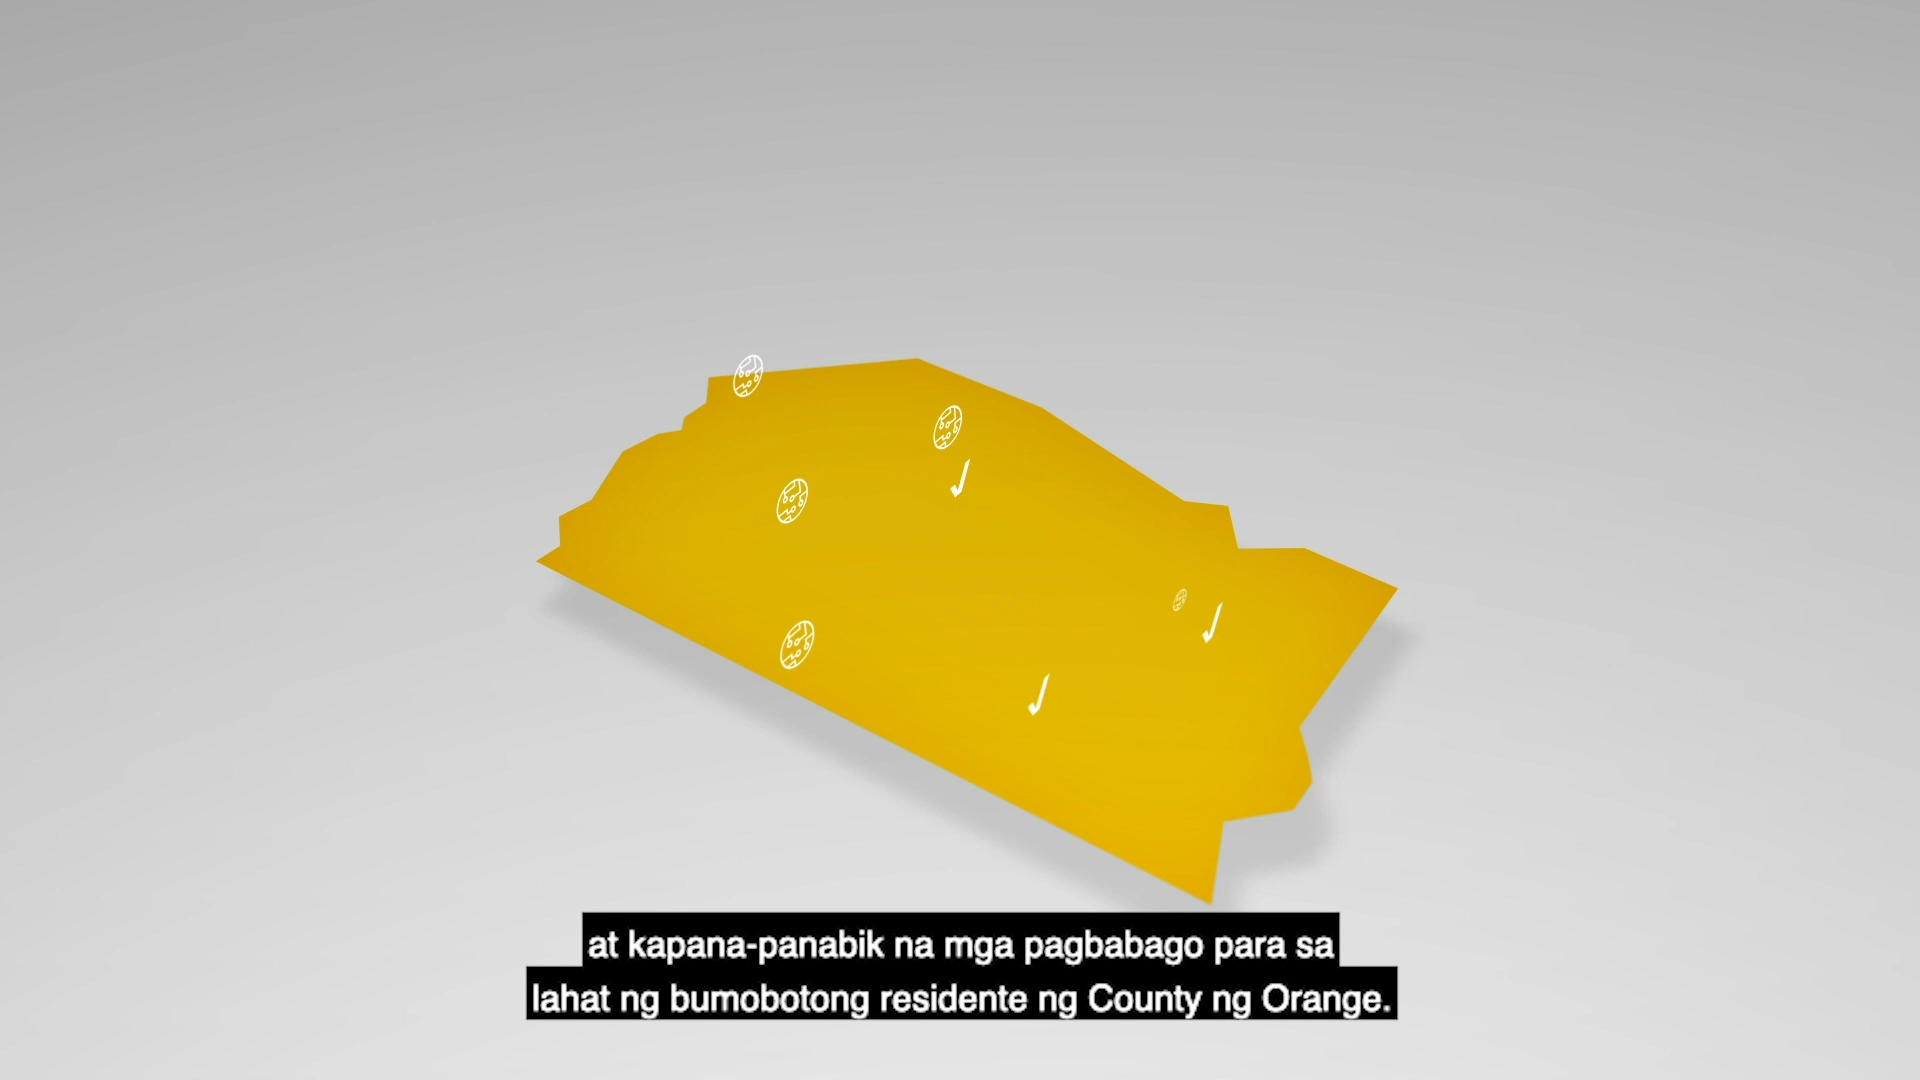 at kapana-panabik na mga pagbabago para sa
lahat ng bumobotong residente ng County ng Orange.